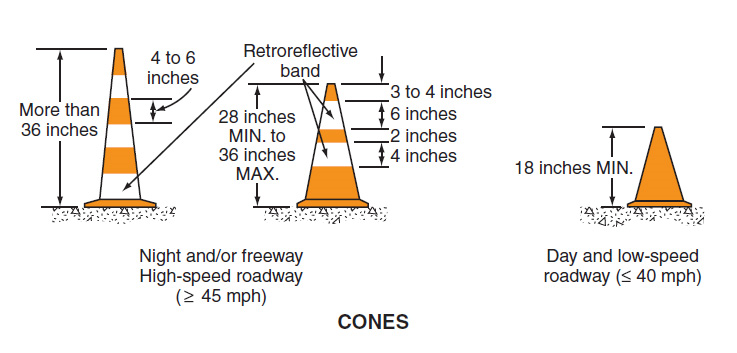 4 to 6
inches
More than
36 inches
Retroreflective
band
28 inches
MIN. to
36 inches
MAX.
3 to 4 inches
6 inches
2 inches
4 inches
18 inches MIN.
Night and/or freeway
High-speed roadway
(≥ 45 mph)
Day and low-speed
roadway (≤ 40 mph)
CONES